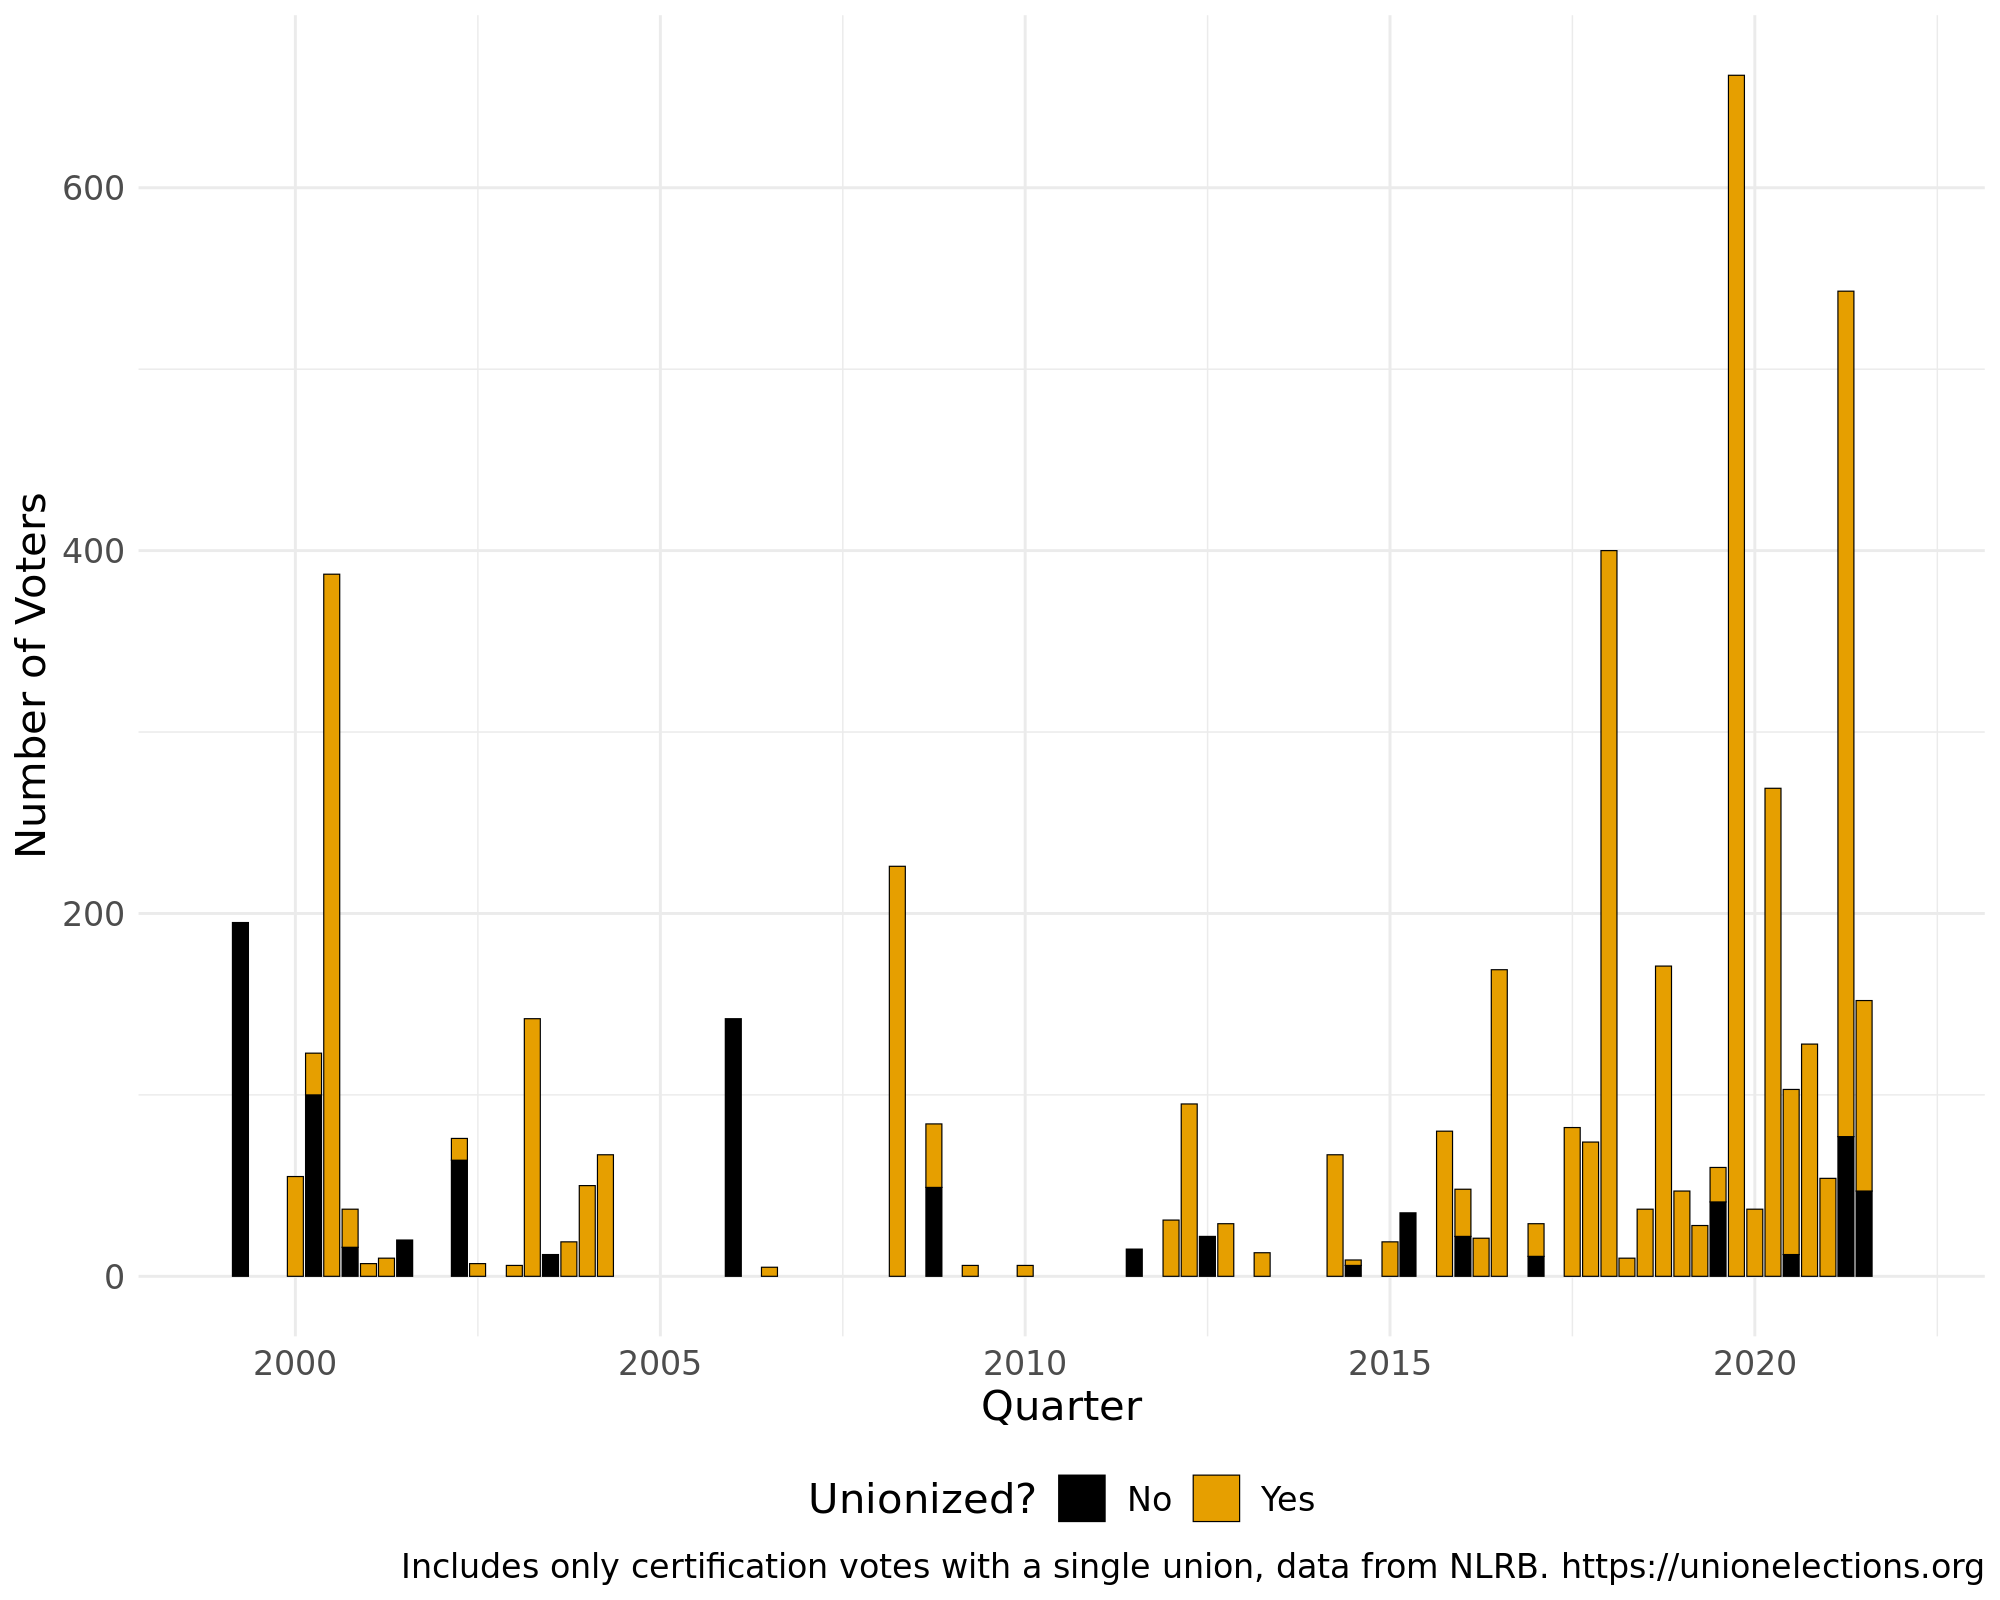 Number of Voters
600
400
200
0
2000 2005 2010 2015 2020
Quarter
Unionized? No Yes
Includes only certification votes with a single union, data from NLRB. https://unionelections.org